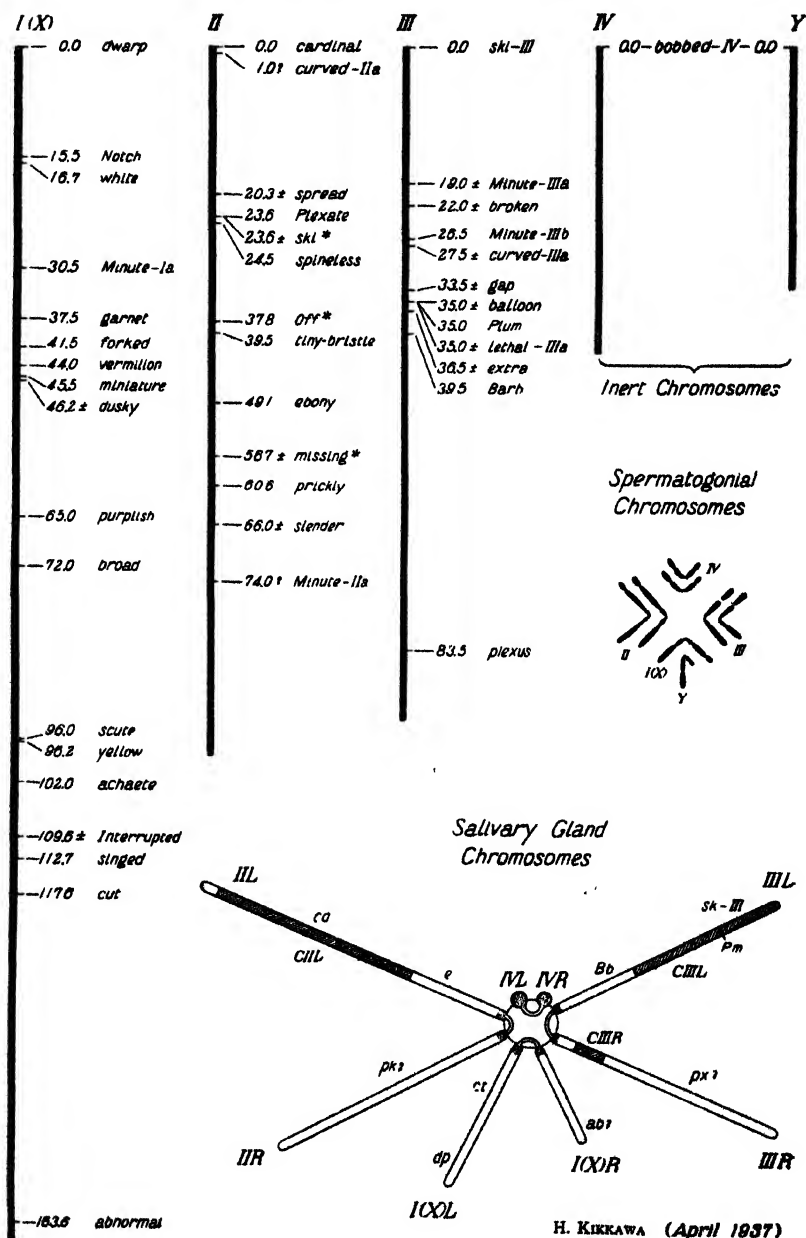 I (X)
0.0 dwarp
15.5 Notch
16.7 white
30.5 Minute-Ia
37.5 garnet
41.5 forked
44.0 vermilion
45.5 miniature
46.2 ± dusky
65.0 purplish
72.0 broad
96.0 scute
96.2 yellow
102.0 achaete
109.6 ± Interrupted
112.7 singed
117.6 cut
163.6 abnormal
II
0.0 cardinal
1.0? curved-IIa
20.3 ± spread
23.6 Plexate
23.6 ± ski *
24.5 spineless
37.8 Off *
39.5 tiny-bristle
49.1 ebony
56.7 ± missing *
60.6 prickly
66.0 ± slender
74.0? Minute-IIa
III
0.0 ski-III
19.0 ± Minute-IIIa
22.0 ± broken
26.5 Minute-IIIb
27.5 ± curved-IIIa
33.5 ± gap
35.0 ± balloon
35.0 Plum
35.0 ± lethal-IIIa
36.5 ± extra
39.5 Barh
83.5 plexus
IV Y
0.0-bobbed-IV-0.0
Inert Chromosomes
Spermatogonial
Chromosomes
IV
II III
I(X)
Y
Salivary Gland
Chromosomes
IIL IIIL
ca sk-III
Pm
CIIL CIIIL
e Bb
IVL IVR
CIIIR
pk? px?
ct ab?
dp
IIR I(X)R IIIR
I(X)L
H. KIKKAWA (April 1937)